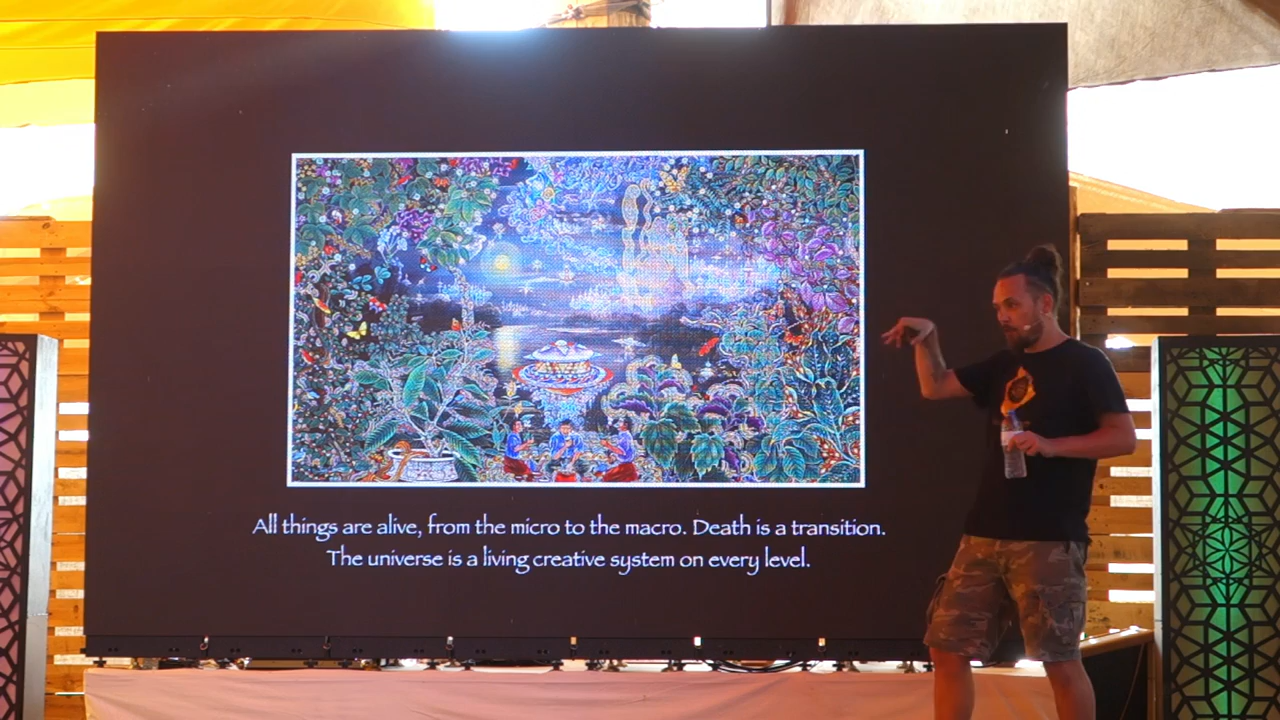 All things are alive, from the micro to the macro. Death is a transition.
The universe is a living creative system on every level.